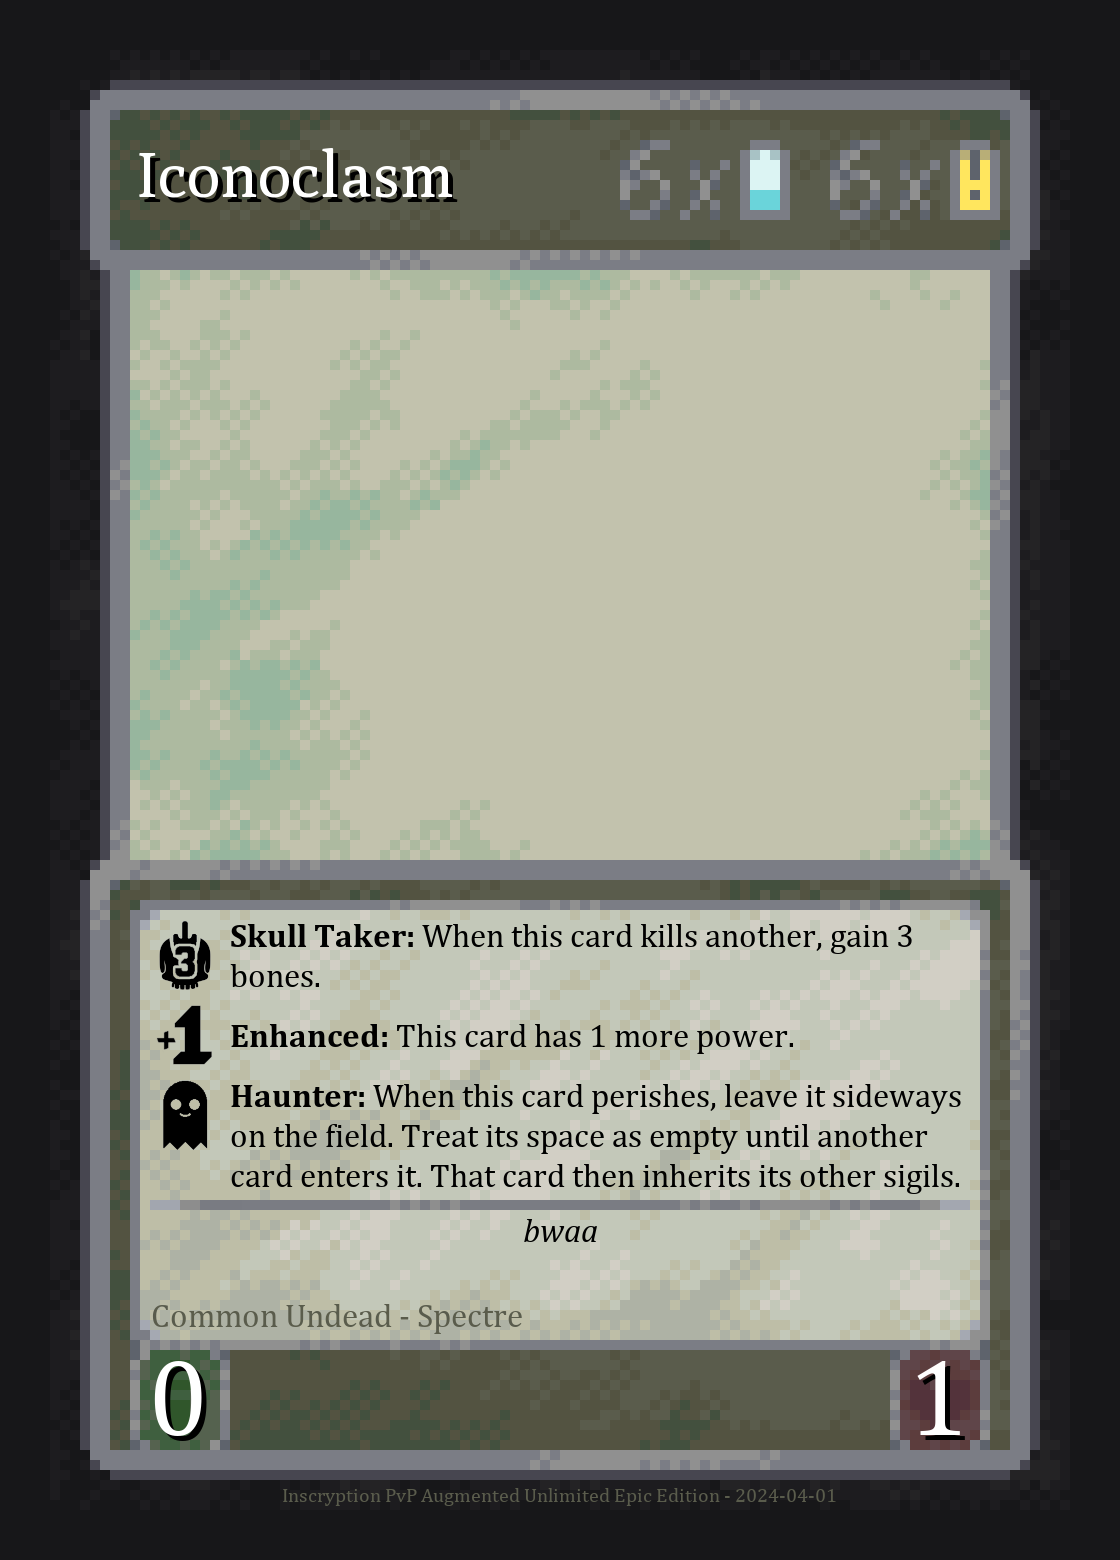 Iconoclasm 6x 6x
Skull Taker: When this card kills another, gain 3
bones.
3
+1
Enhanced: This card has 1 more power.
Haunter: When this card perishes, leave it sideways
on the field. Treat its space as empty until another
card enters it. That card then inherits its other sigils.
bwaa
Common Undead - Spectre
0 1
Inscryption PvP Augmented Unlimited Epic Edition - 2024-04-01